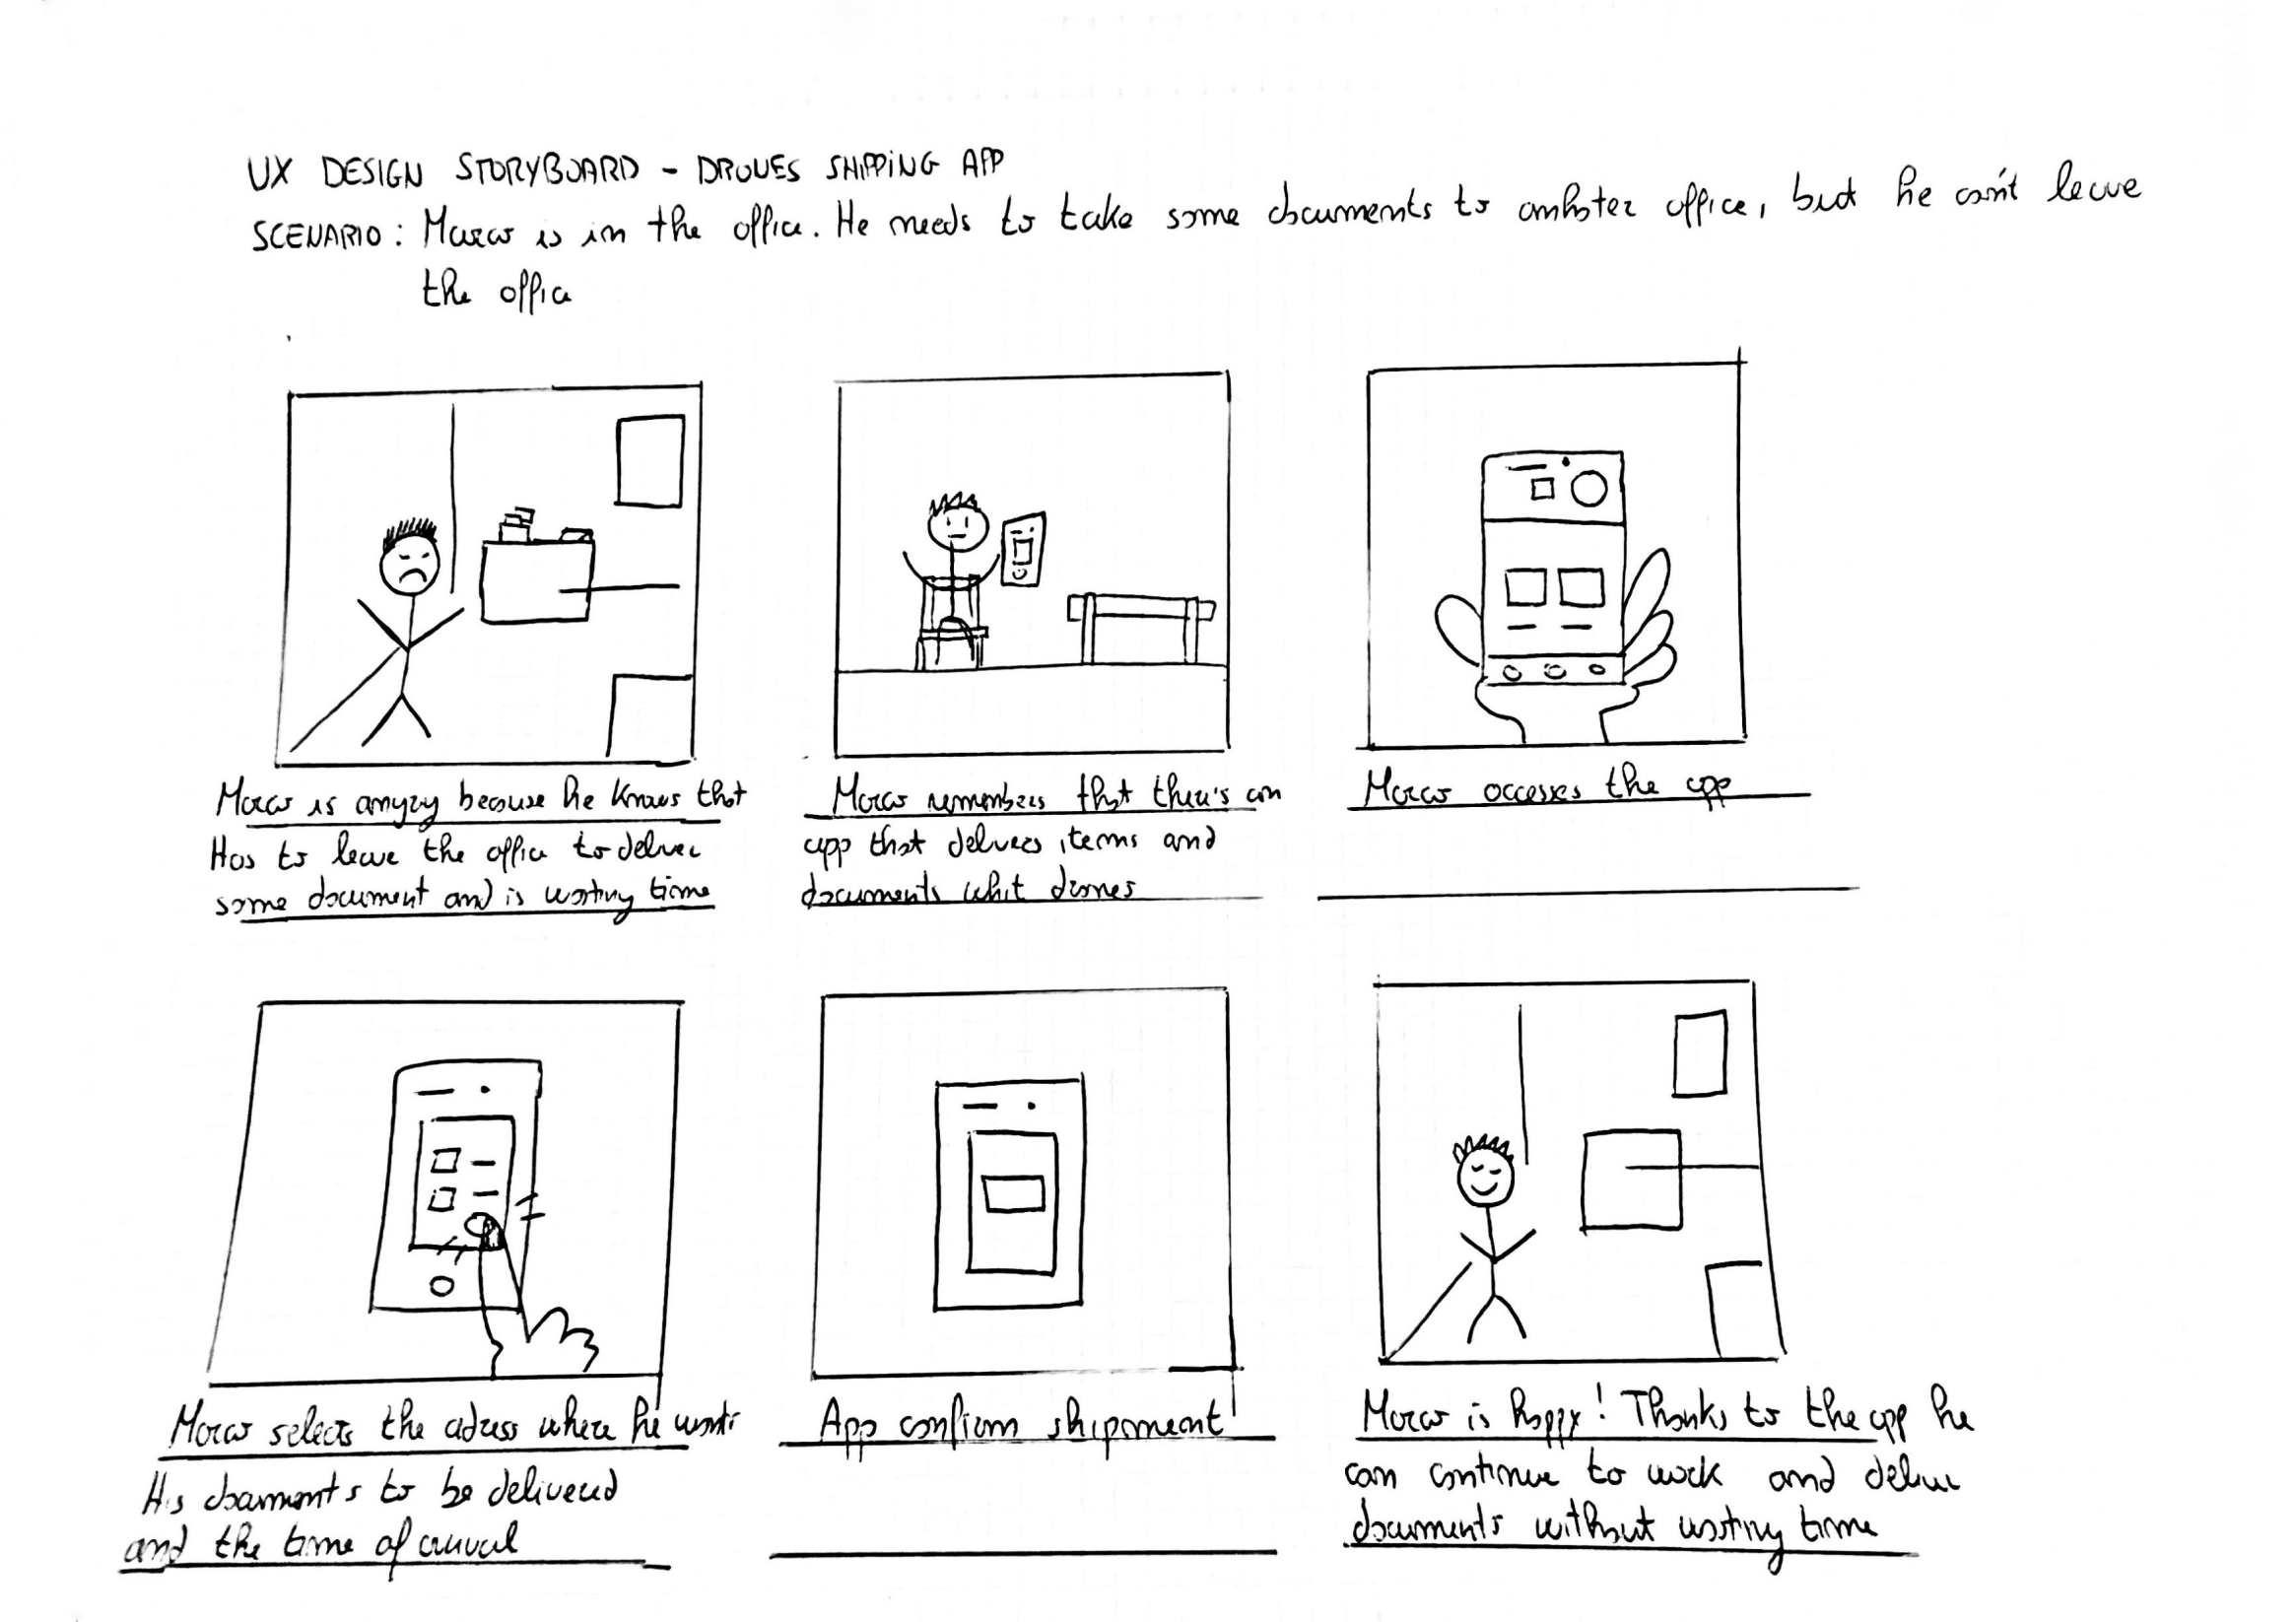 UX DESIGN STORYBOARD - DRONES SHIPPING APP
SCENARIO: Marco is in the office. He needs to take some documents to another office, but he can't leave
the office
Marco is angry because he knows that
Has to leave the office to deliver
some document and is wasting time
Marco remembers that there's an
app that delivers items and
documents whit drones
Marco accesses the app
Marco selects the adress where he wants
His documents to be delivered
and the time of arrival
App confirm shipment
Marco is happy! Thanks to the app he
can continue to work and deliver
documents without wasting time